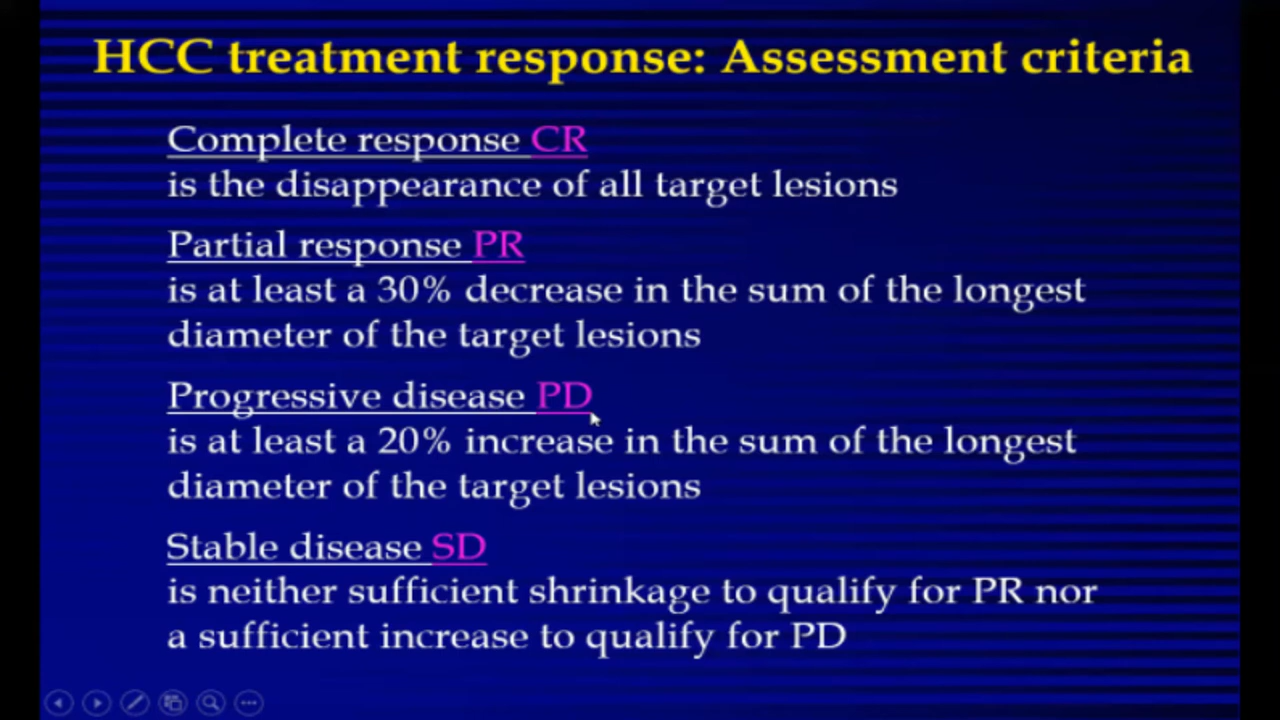 HCC treatment response: Assessment criteria
Complete response CR
is the disappearance of all target lesions
Partial response PR
is at least a 30% decrease in the sum of the longest
diameter of the target lesions
Progressive disease PD
is at least a 20% increase in the sum of the longest
diameter of the target lesions
Stable disease SD
is neither sufficient shrinkage to qualify for PR nor
a sufficient increase to qualify for PD